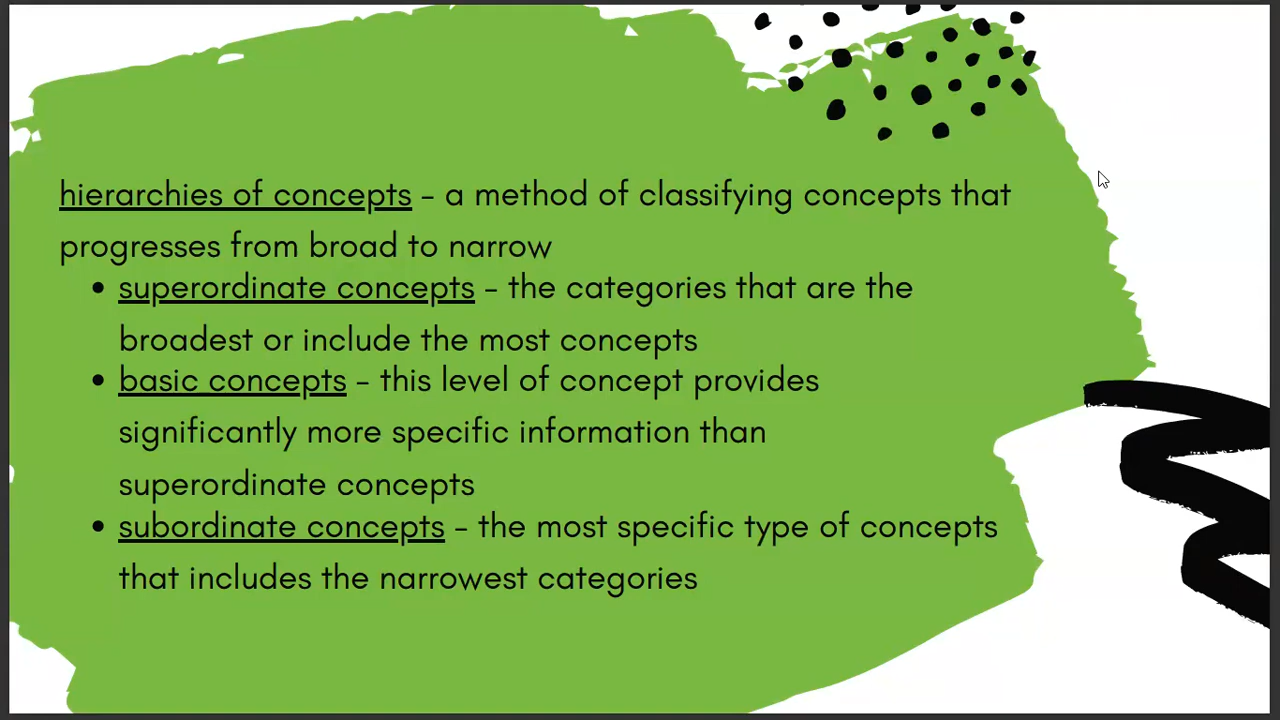 hierarchies of concepts - a method of classifying concepts that
progresses from broad to narrow
• superordinate concepts - the categories that are the
broadest or include the most concepts
• basic concepts - this level of concept provides
significantly more specific information than
superordinate concepts
• subordinate concepts - the most specific type of concepts
that includes the narrowest categories